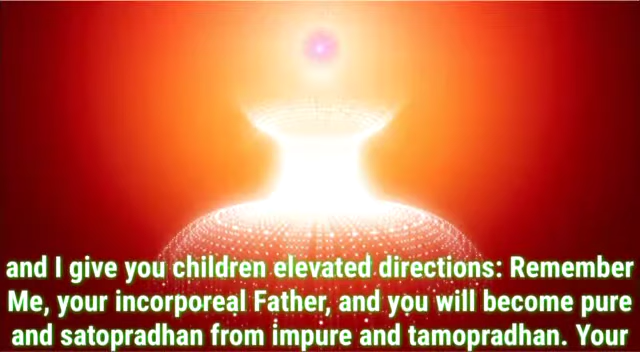 and I give you children elevated directions: Remember
Me, your incorporeal Father, and you will become pure
and satopradhan from impure and tamopradhan. Your